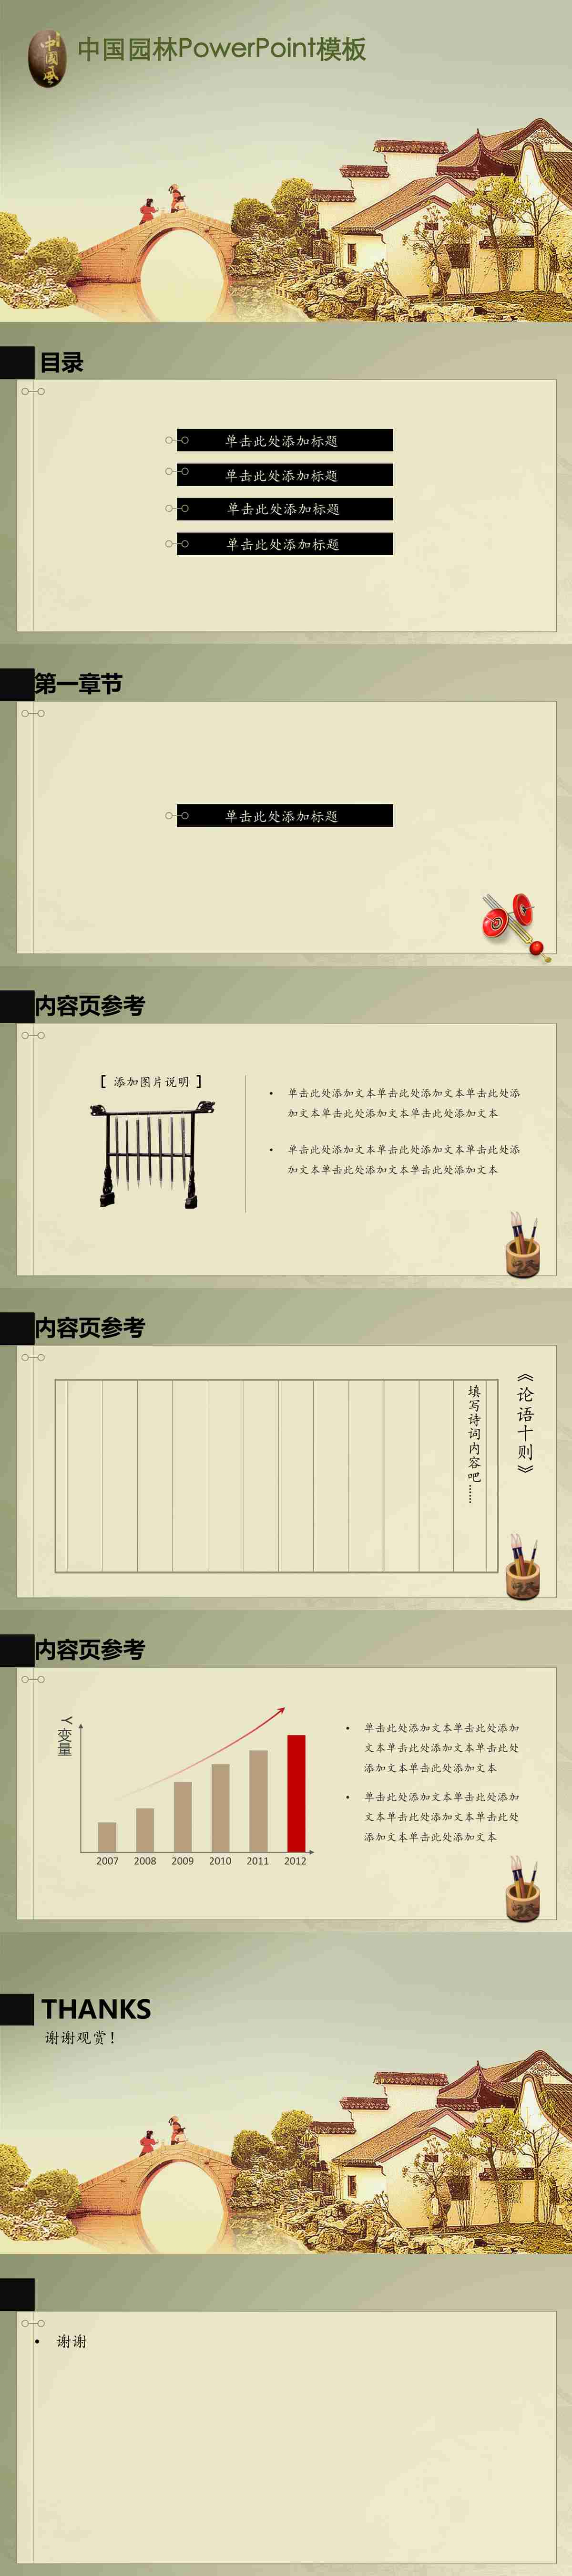 中国风
中国园林PowerPoint模板
目录
单击此处添加标题
单击此处添加标题
单击此处添加标题
单击此处添加标题
第一章节
单击此处添加标题
内容页参考
[ 添加图片说明 ]
• 单击此处添加文本单击此处添加文本单击此处添
加文本单击此处添加文本单击此处添加文本
• 单击此处添加文本单击此处添加文本单击此处添
加文本单击此处添加文本单击此处添加文本
内容页参考
《论语十则》
填写诗词内容吧……
内容页参考
Y变量
2007 2008 2009 2010 2011 2012
• 单击此处添加文本单击此处添加
文本单击此处添加文本单击此处
添加文本单击此处添加文本
• 单击此处添加文本单击此处添加
文本单击此处添加文本单击此处
添加文本单击此处添加文本
THANKS
谢谢观赏！
• 谢谢